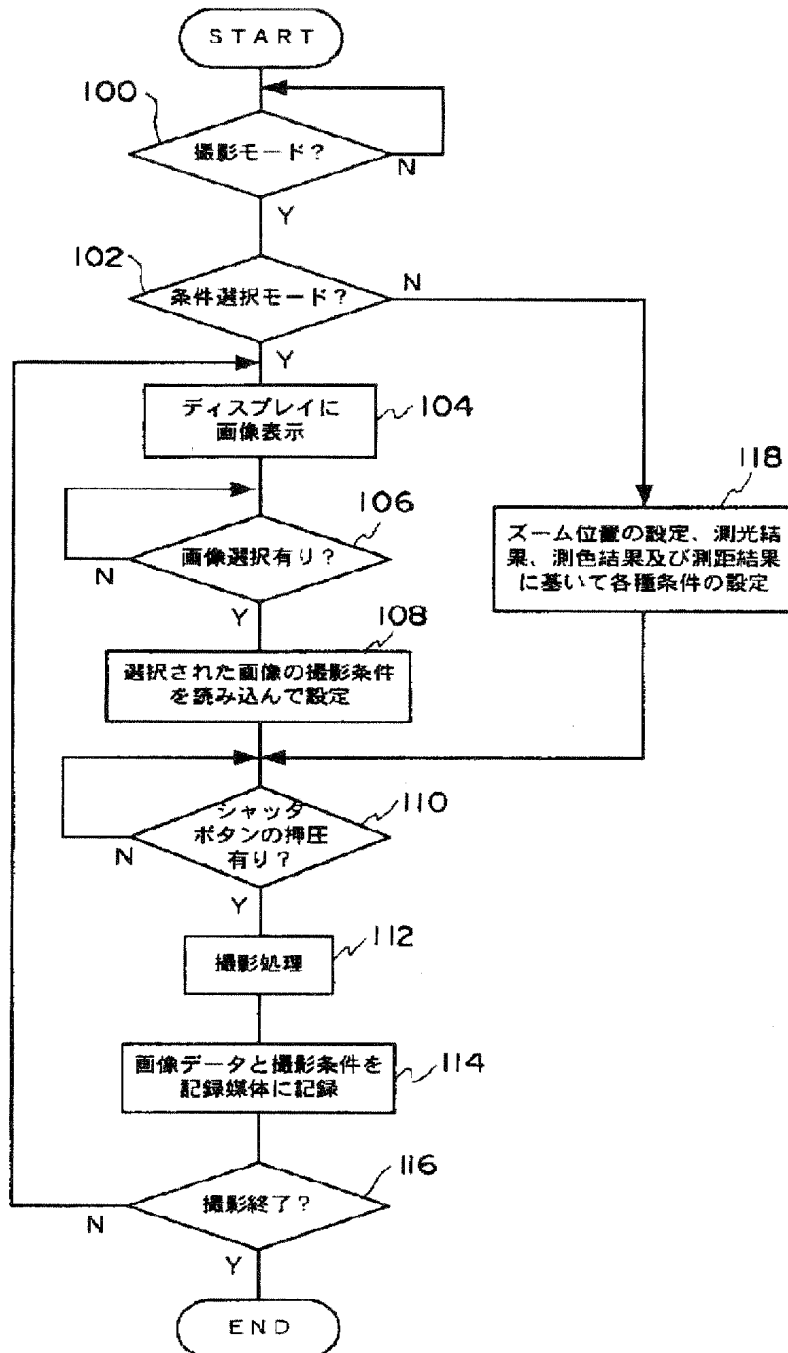 START
100
撮影モード？
N
Y
102
条件選択モード？
N
Y
ディスプレイに
画像表示
104
118
106
画像選択有り？
N
Y
ズーム位置の設定、測光結
果、測色結果及び測距結果
に基いて各種条件の設定
108
選択された画像の撮影条件
を読み込んで設定
110
シャッタ
ボタンの押圧
有り？
N
Y
112
撮影処理
画像データと撮影条件を
記録媒体に記録
114
116
撮影終了？
N
Y
END